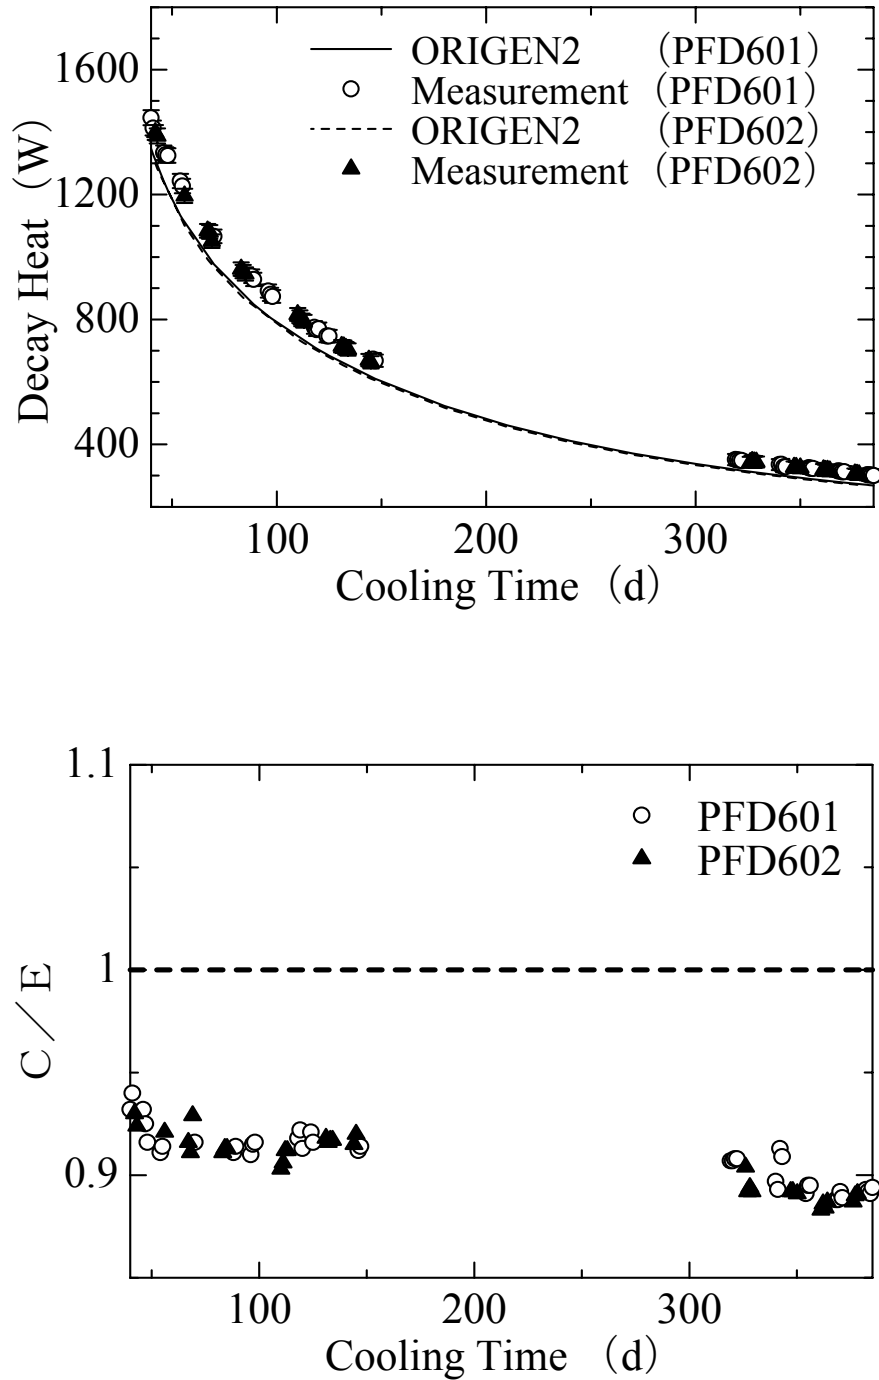 1600
1200
800
400
Decay Heat (W)
ORIGEN2 (PFD601)
Measurement (PFD601)
ORIGEN2 (PFD602)
Measurement (PFD602)
100 200 300
Cooling Time (d)
1.1
1
0.9
C/E
PFD601
PFD602
100 200 300
Cooling Time (d)